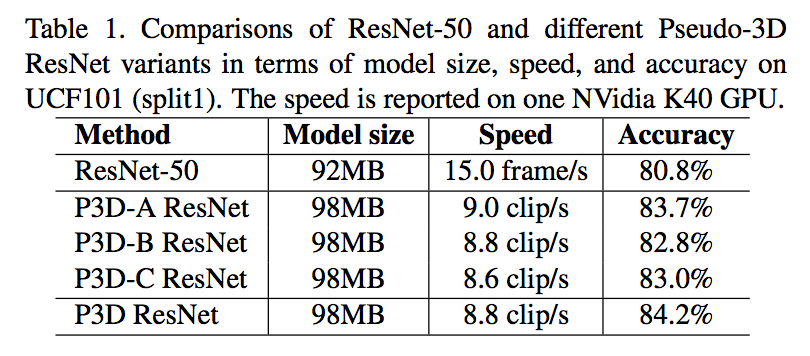 Table 1. Comparisons of ResNet-50 and different Pseudo-3D
ResNet variants in terms of model size, speed, and accuracy on
UCF101 (split1). The speed is reported on one NVidia K40 GPU.
Method Model size Speed Accuracy
ResNet-50 92MB 15.0 frame/s 80.8%
P3D-A ResNet 98MB 9.0 clip/s 83.7%
P3D-B ResNet 98MB 8.8 clip/s 82.8%
P3D-C ResNet 98MB 8.6 clip/s 83.0%
P3D ResNet 98MB 8.8 clip/s 84.2%